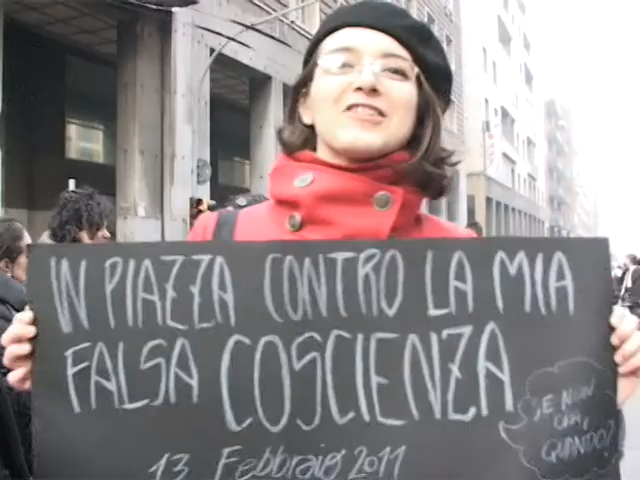 IN PIAZZA CONTRO LA MIA
FALSA COSCIENZA
13 Febbraio 2011
SE NON
ORA,
QUANDO?